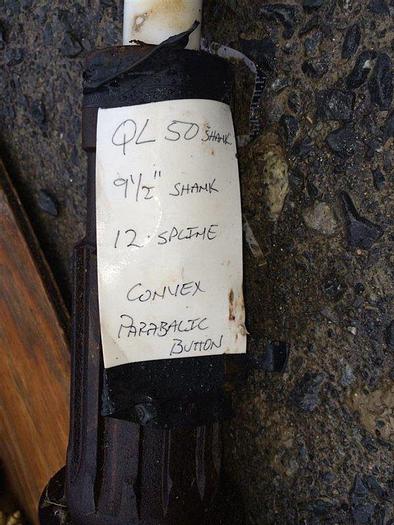 QL 50 SHANK
9 1/2" SHANK
12 SPLINE
CONVEX
PARABALIC
BUTTON